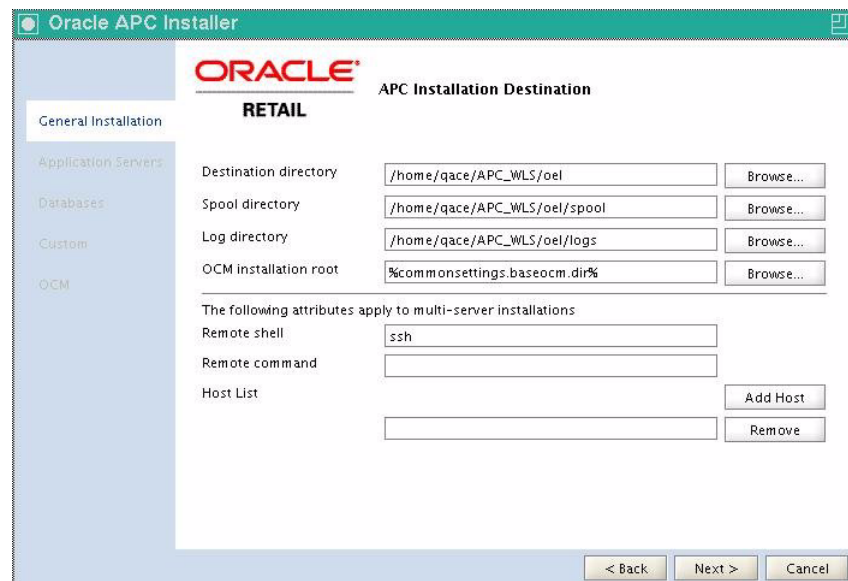 Oracle APC Installer
ORACLE®
RETAIL
APC Installation Destination
General Installation
Application Servers
Databases
Custom
OCM
Destination directory /home/qace/APC_WLS/oel Browse...
Spool directory /home/qace/APC_WLS/oel/spool Browse...
Log directory /home/qace/APC_WLS/oel/logs Browse...
OCM installation root %commonsettings.baseocm.dir% Browse...
The following attributes apply to multi-server installations
Remote shell ssh
Remote command
Host List Add Host
Remove
< Back Next > Cancel